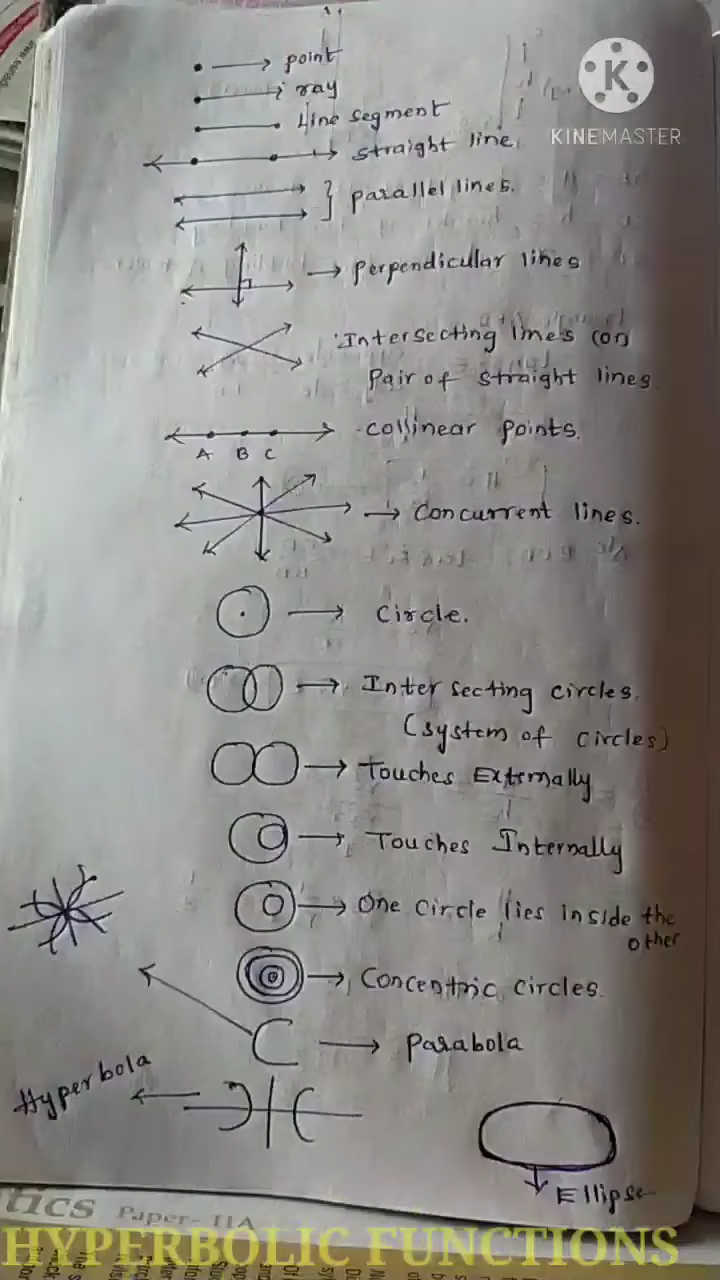 point
KINEMASTER
ray
Line segment
straight line
parallel lines.
perpendicular lines
Intersecting lines (or)
Pair of straight lines
collinear points.
A B C
Concurrent lines.
Circle.
Intersecting circles.
(system of circles)
Touches Externally
Touches Internally
One circle lies inside the
other
Concentric circles.
Parabola
Hyperbola
Ellipse
tics Paper- IIA
HYPERBOLIC FUNCTIONS